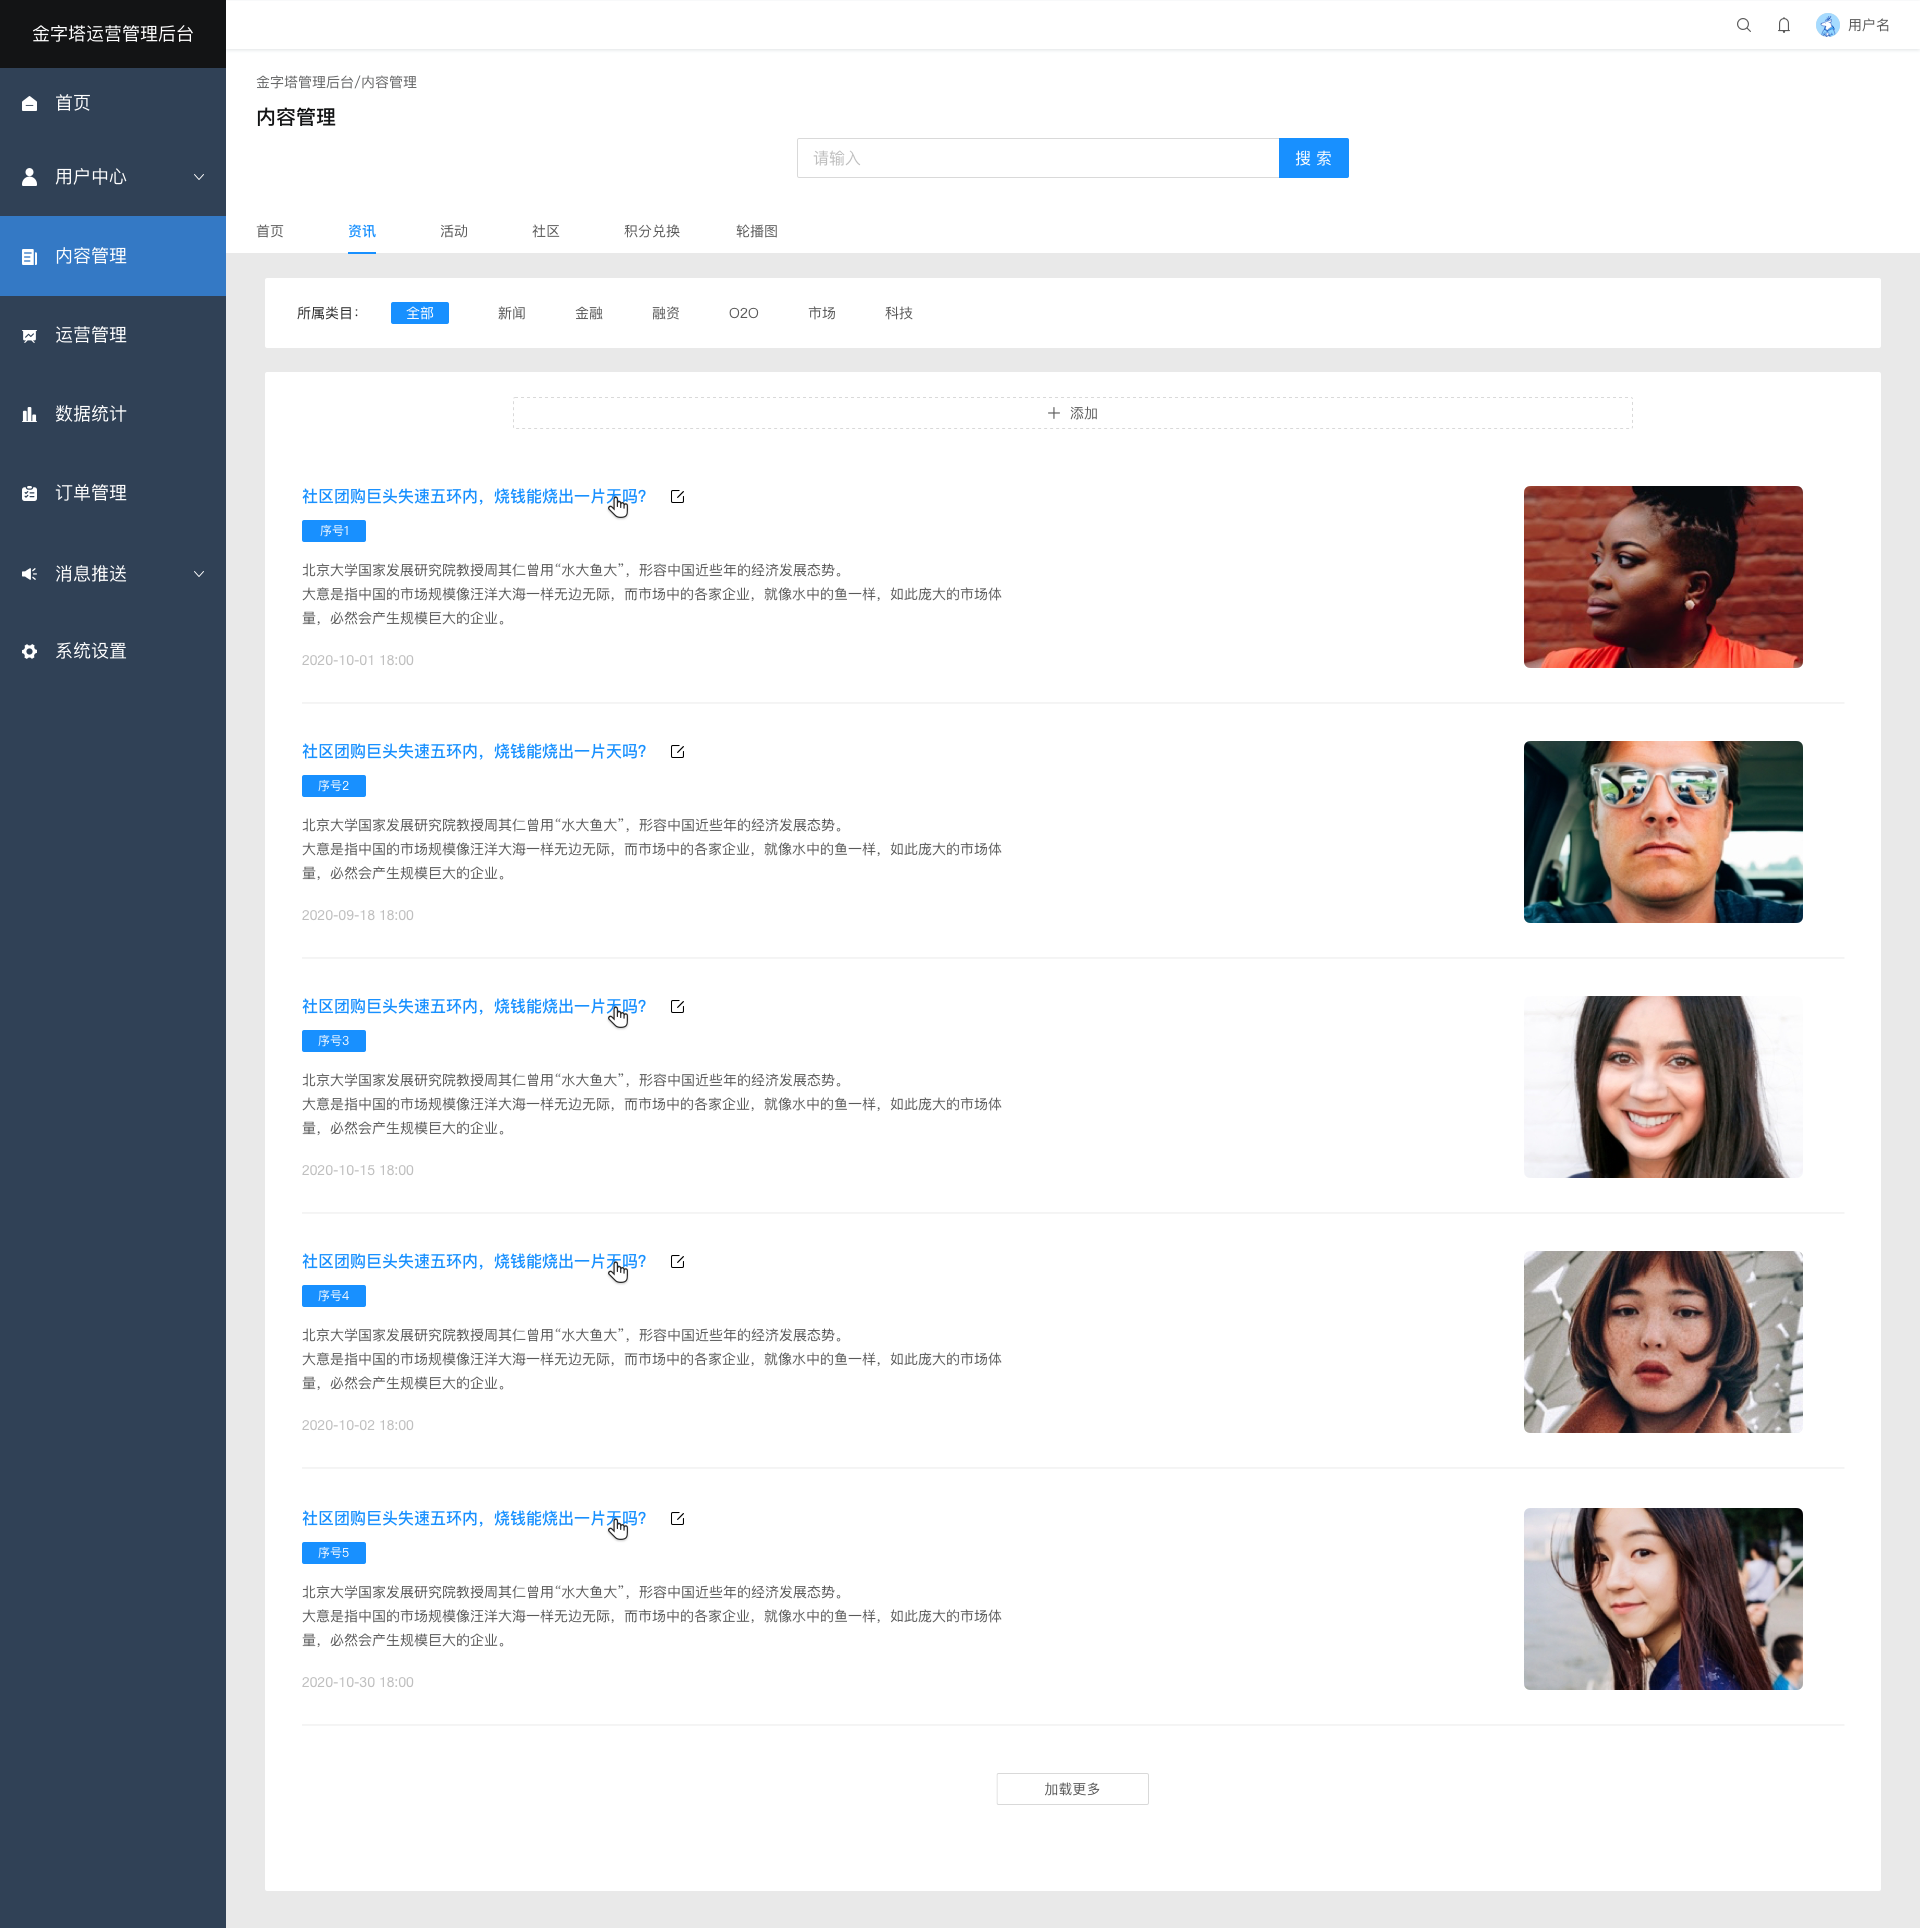 金字塔运营管理后台
用户名
首页
用户中心
内容管理
运营管理
数据统计
订单管理
消息推送
系统设置
金字塔管理后台/内容管理
内容管理
请输入
搜 索
首页 资讯 活动 社区 积分兑换 轮播图
所属类目： 全部 新闻 金融 融资 O2O 市场 科技
添加
社区团购巨头失速五环内，烧钱能烧出一片天吗？
序号1
北京大学国家发展研究院教授周其仁曾用“水大鱼大”，形容中国近些年的经济发展态势。
大意是指中国的市场规模像汪洋大海一样无边无际，而市场中的各家企业，就像水中的鱼一样，如此庞大的市场体
量，必然会产生规模巨大的企业。
2020-10-01 18:00
社区团购巨头失速五环内，烧钱能烧出一片天吗？
序号2
北京大学国家发展研究院教授周其仁曾用“水大鱼大”，形容中国近些年的经济发展态势。
大意是指中国的市场规模像汪洋大海一样无边无际，而市场中的各家企业，就像水中的鱼一样，如此庞大的市场体
量，必然会产生规模巨大的企业。
2020-09-18 18:00
社区团购巨头失速五环内，烧钱能烧出一片天吗？
序号3
北京大学国家发展研究院教授周其仁曾用“水大鱼大”，形容中国近些年的经济发展态势。
大意是指中国的市场规模像汪洋大海一样无边无际，而市场中的各家企业，就像水中的鱼一样，如此庞大的市场体
量，必然会产生规模巨大的企业。
2020-10-15 18:00
社区团购巨头失速五环内，烧钱能烧出一片天吗？
序号4
北京大学国家发展研究院教授周其仁曾用“水大鱼大”，形容中国近些年的经济发展态势。
大意是指中国的市场规模像汪洋大海一样无边无际，而市场中的各家企业，就像水中的鱼一样，如此庞大的市场体
量，必然会产生规模巨大的企业。
2020-10-02 18:00
社区团购巨头失速五环内，烧钱能烧出一片天吗？
序号5
北京大学国家发展研究院教授周其仁曾用“水大鱼大”，形容中国近些年的经济发展态势。
大意是指中国的市场规模像汪洋大海一样无边无际，而市场中的各家企业，就像水中的鱼一样，如此庞大的市场体
量，必然会产生规模巨大的企业。
2020-10-30 18:00
加载更多